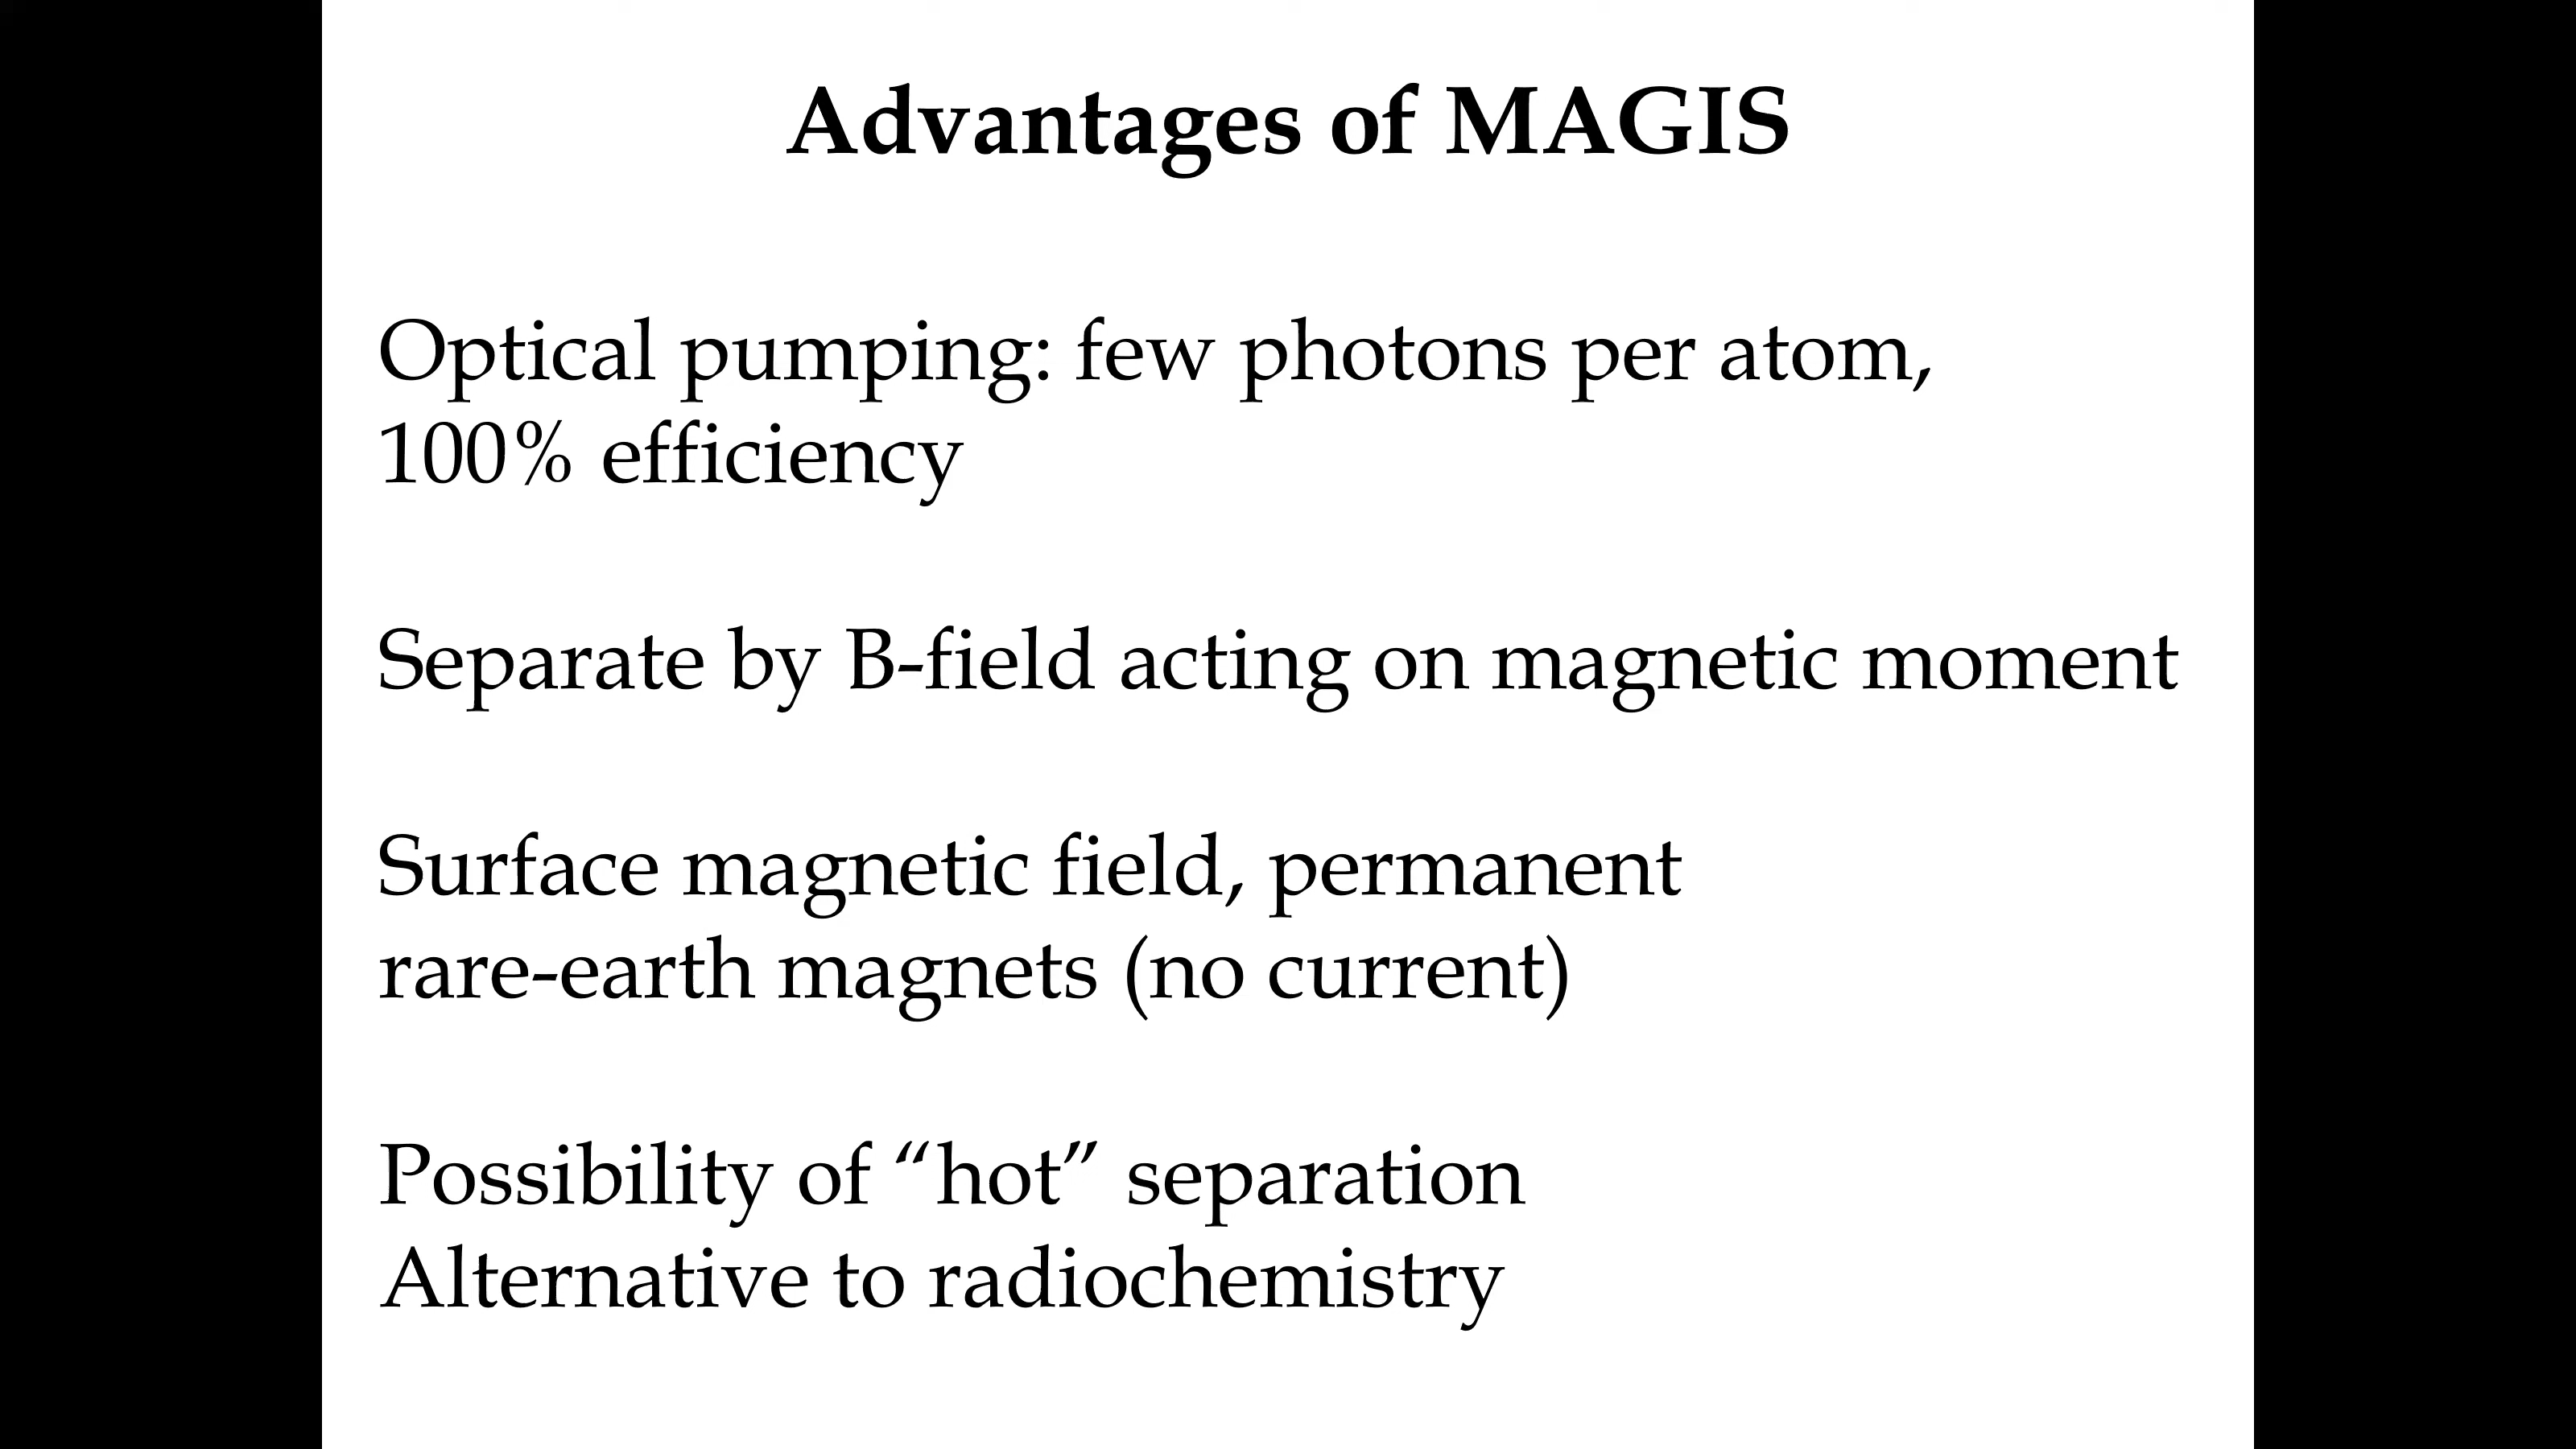 Advantages of MAGIS
Optical pumping: few photons per atom,
100% efficiency
Separate by B-field acting on magnetic moment
Surface magnetic field, permanent
rare-earth magnets (no current)
Possibility of “hot” separation
Alternative to radiochemistry